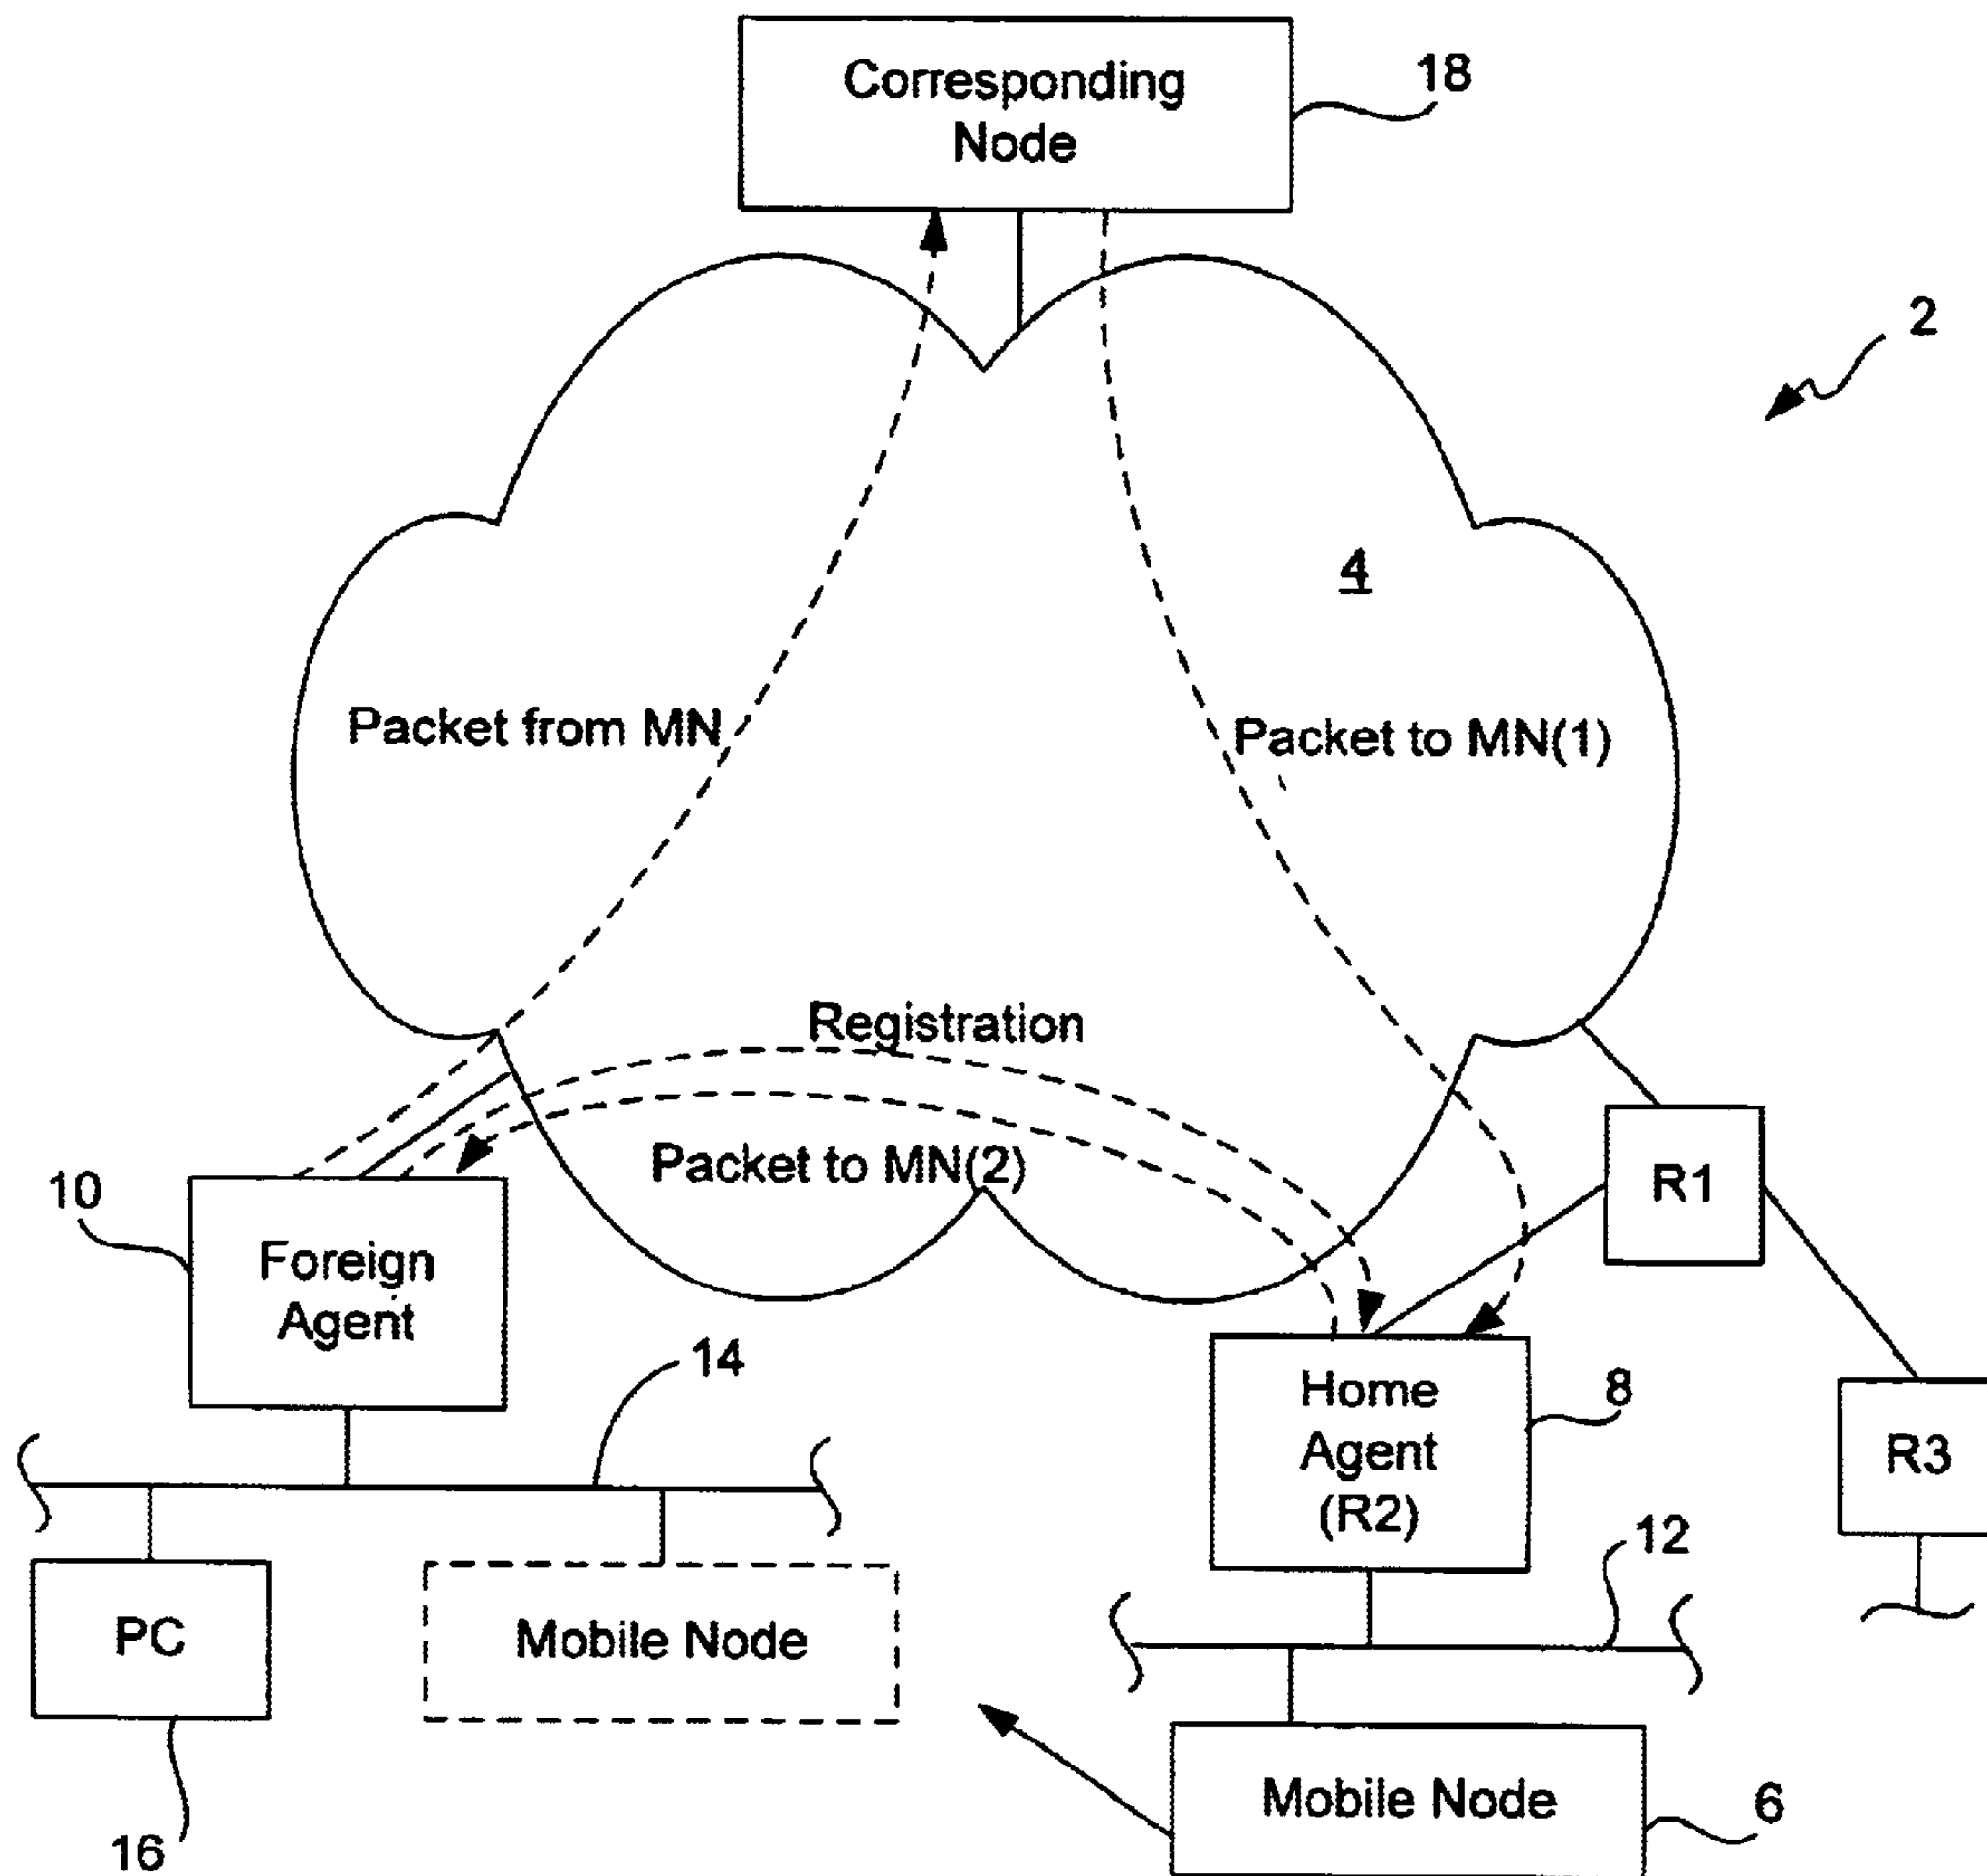 Corresponding
Node
18
2
4
Packet from MN
Packet to MN(1)
Registration
Packet to MN(2)
R1
10
Foreign
Agent
14
Home
Agent
(R2)
8
R3
12
PC
Mobile Node
16
Mobile Node
6